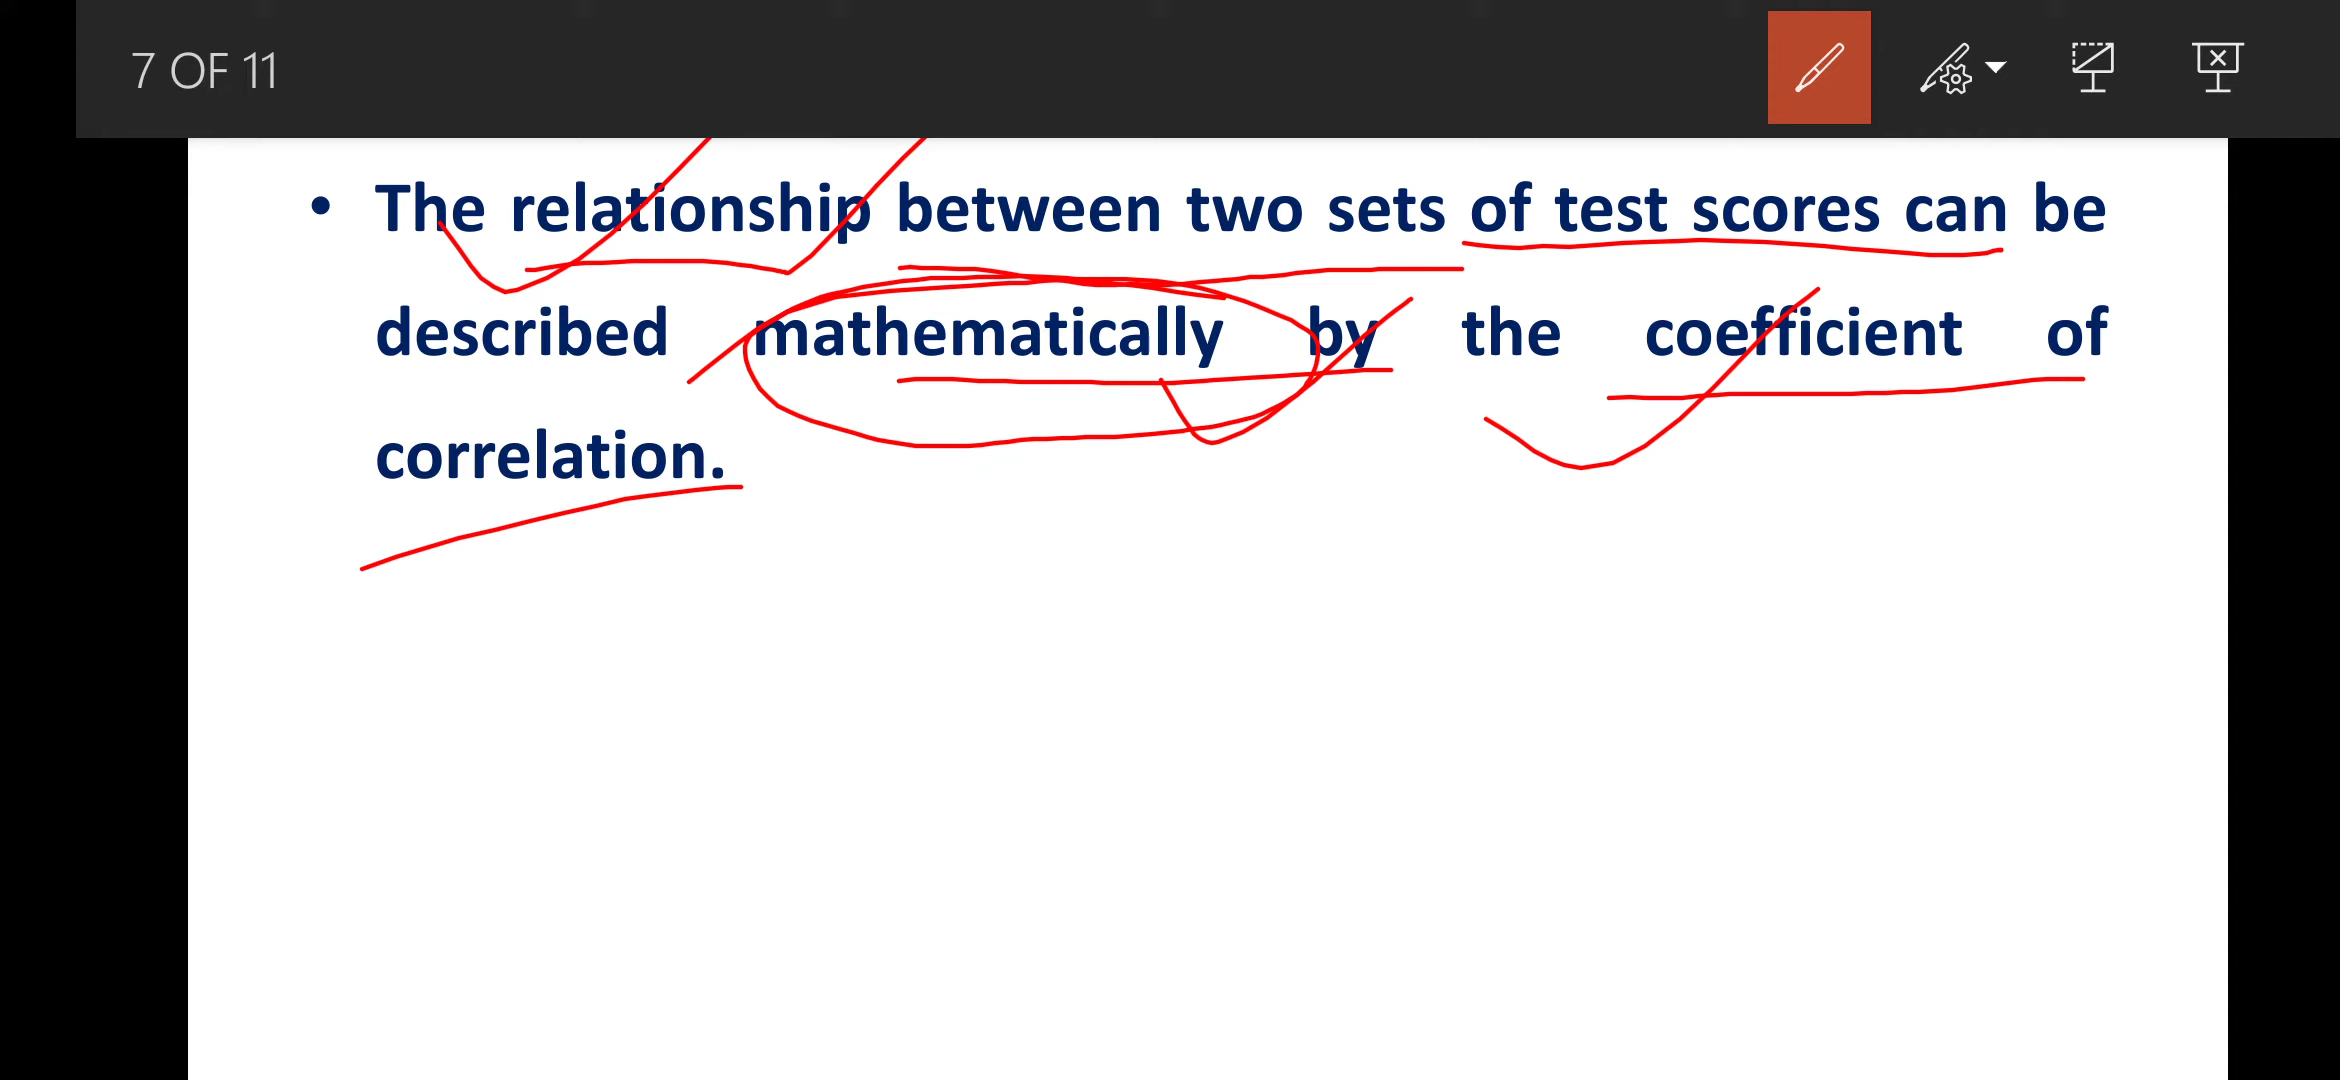 7 OF 11
• The relationship between two sets of test scores can be
described mathematically by the coefficient of
correlation.